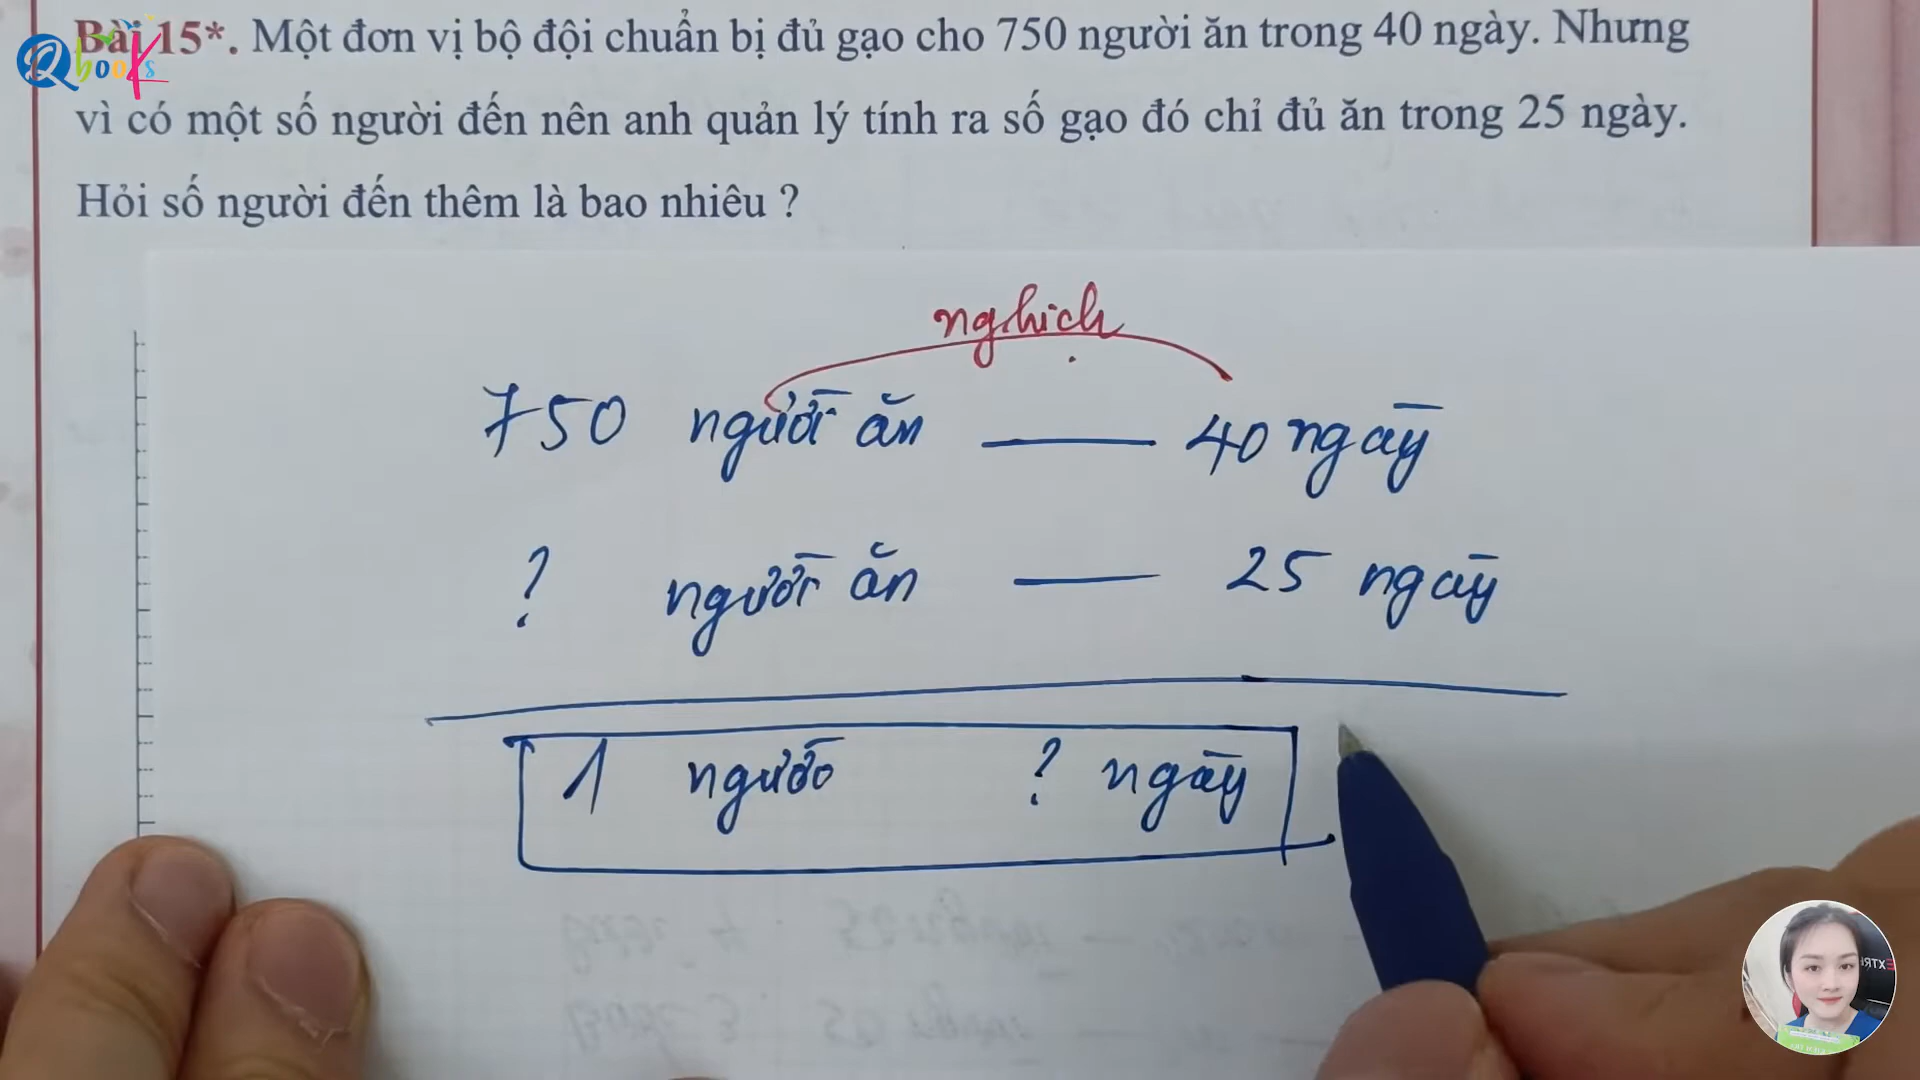 Bài 15*. Một đơn vị bộ đội chuẩn bị đủ gạo cho 750 người ăn trong 40 ngày. Nhưng
vì có một số người đến nên anh quản lý tính ra số gạo đó chỉ đủ ăn trong 25 ngày.
Hỏi số người đến thêm là bao nhiêu ?
Qbooks
nghịch
750 người ăn — 40 ngày
? người ăn — 25 ngày
1 người ? ngày